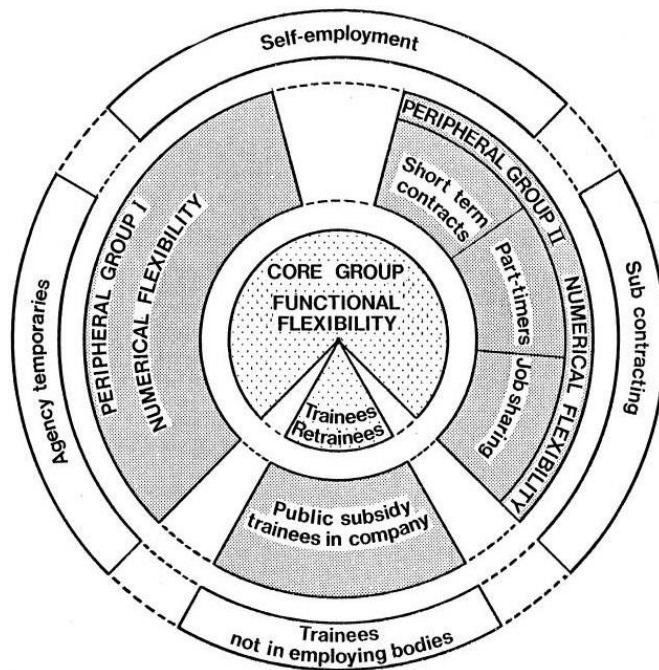 Self-employment
PERIPHERAL GROUP II
NUMERICAL FLEXIBILITY
Short term
contracts
Part-timers
Job sharing
Sub contracting
PERIPHERAL GROUP I
NUMERICAL FLEXIBILITY
Agency temporaries
CORE GROUP
FUNCTIONAL
FLEXIBILITY
Trainees
Retrainees
Public subsidy
trainees in company
Trainees
not in employing bodies